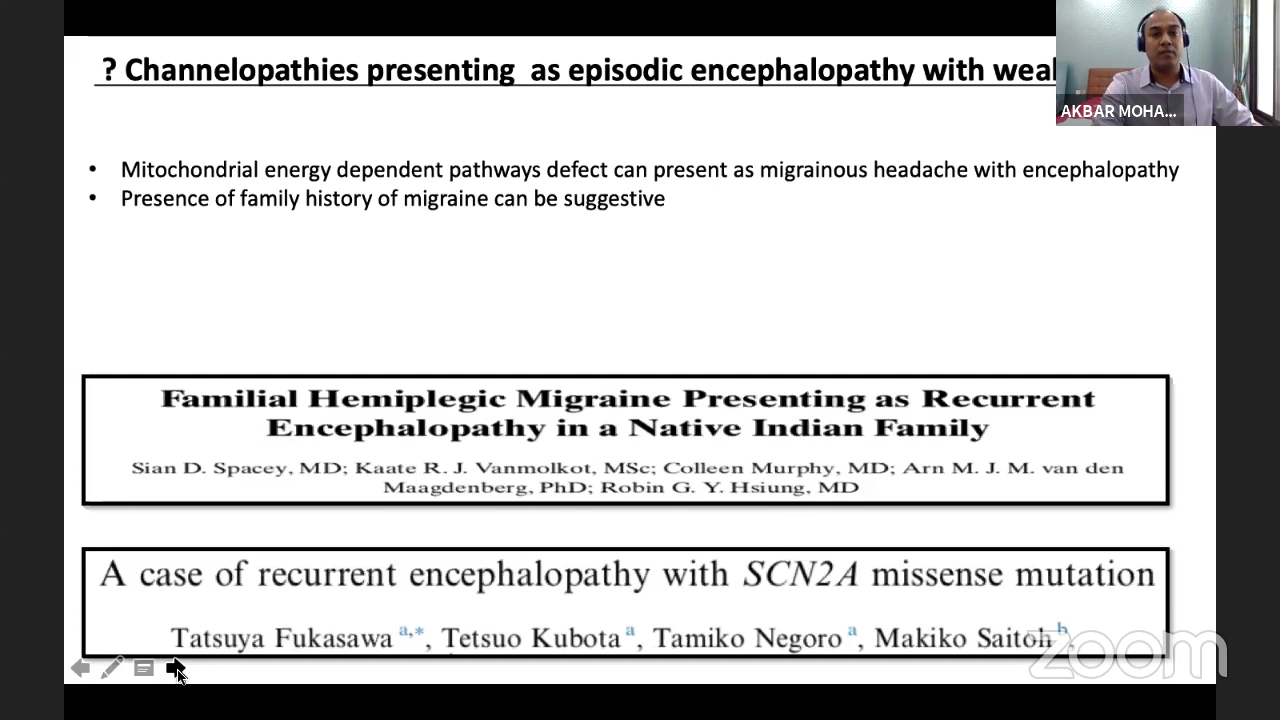 ? Channelopathies presenting as episodic encephalopathy with
AKBAR MOHA...
• Mitochondrial energy dependent pathways defect can present as migrainous headache with encephalopathy
• Presence of family history of migraine can be suggestive
Familial Hemiplegic Migraine Presenting as Recurrent
Encephalopathy in a Native Indian Family
Sian D. Spacey, MD; Kaate R. J. Vanmolkot, MSc; Colleen Murphy, MD; Arn M. J. M. van den
Maagdenberg, PhD; Robin G. Y. Hsiung, MD
A case of recurrent encephalopathy with SCN2A missense mutation
Tatsuya Fukasawa a,*, Tetsuo Kubota a, Tamiko Negoro a, Makiko Saitoh b,
zoom